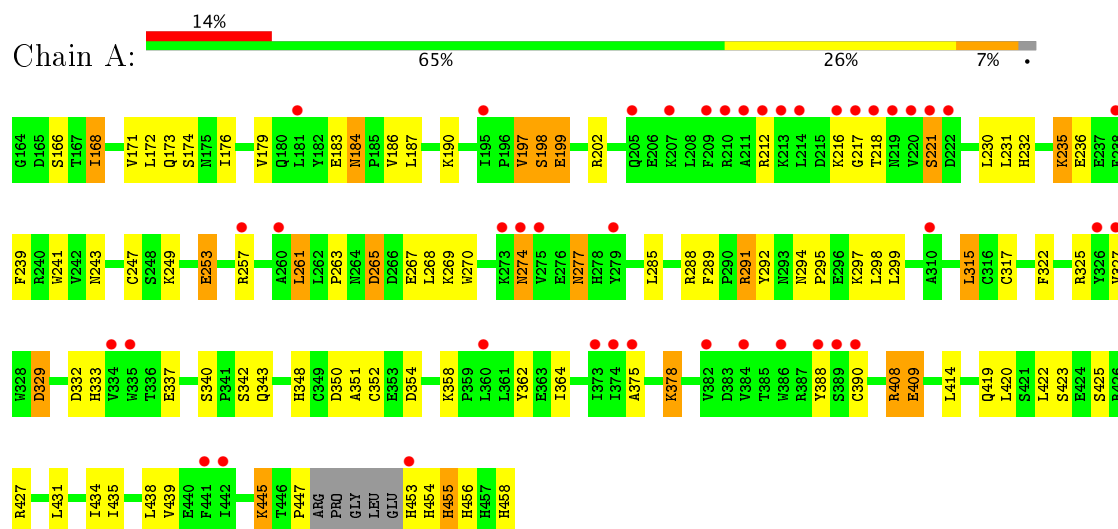 14%
Chain A:
65% 26% 7% •
G164 D165 S166 T167 I168 V171 L172 Q173 S174 N175 I176 V179 Q180 L181 Y182 E183 N184 P185 V186 L187 K190 I195 P196 V197 S198 E199 R202 Q205 E206 K207 L208 F209 R210 A211 R212 K213 L214 D215 K216 G217 T218 N219 V220 S221 D222 L230 L231 H232 K235 E236 E237
F239 R240 W241 V242 N243 C247 S248 K249 E253 R257 A260 L261 L262 P263 N264 D265 D266 E267 L268 K269 W270 K273 N274 V275 E276 N277 H278 Y279 L285 R288 F289 P290 R291 Y292 N293 N294 P295 E296 K297 L298 L299 A310 L315 C316 C317 F322 R325 Y326
W328 D329 D332 H333 V334 W335 T336 E337 S340 P341 S342 Q343 H348 C349 D350 A351 C352 E353 D354 K358 P359 L360 L361 Y362 E363 I364 I373 I374 A375 K378 V382 D383 V384 T385 W386 R387 Y388 S389 C390 R408 E409 L414 Q419 L420 S421 L422 S423 E424 S425
R427 L431 I434 I435 L438 V439 E440 F441 I442 K445 T446 P447 ARG PRO GLY LEU GLU H453 H454 H455 H456 H457 H458